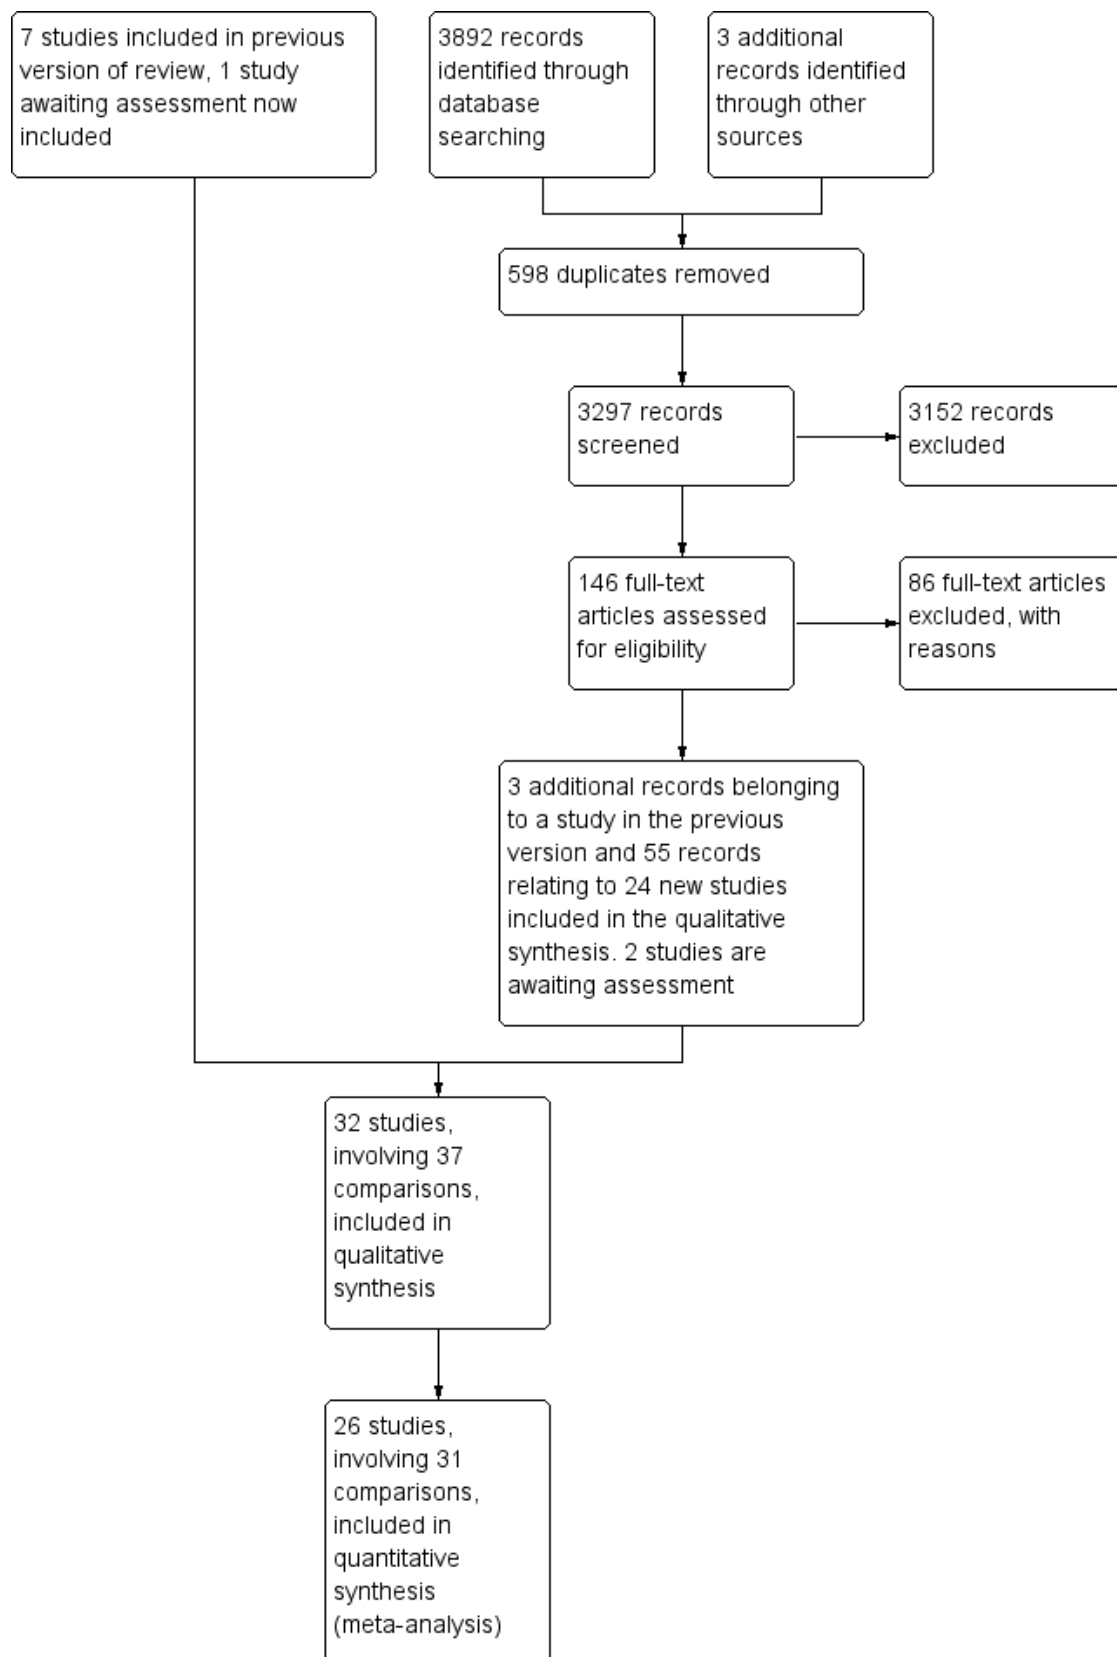 7 studies included in previous
version of review, 1 study
awaiting assessment now
included
3892 records
identified through
database
searching
3 additional
records identified
through other
sources
598 duplicates removed
3297 records
screened
3152 records
excluded
146 full-text
articles assessed
for eligibility
86 full-text articles
excluded, with
reasons
3 additional records belonging
to a study in the previous
version and 55 records
relating to 24 new studies
included in the qualitative
synthesis. 2 studies are
awaiting assessment
32 studies,
involving 37
comparisons,
included in
qualitative
synthesis
26 studies,
involving 31
comparisons,
included in
quantitative
synthesis
(meta-analysis)